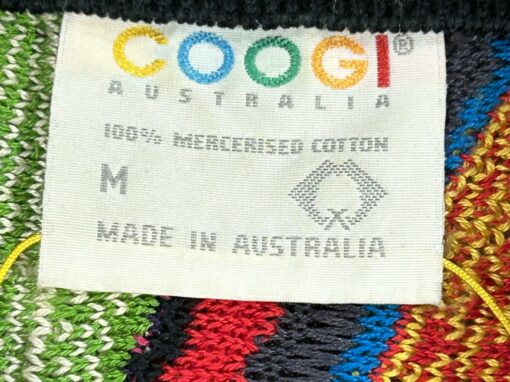 COOGI®
AUSTRALIA
100% MERCERISED COTTON
M
MADE IN AUSTRALIA